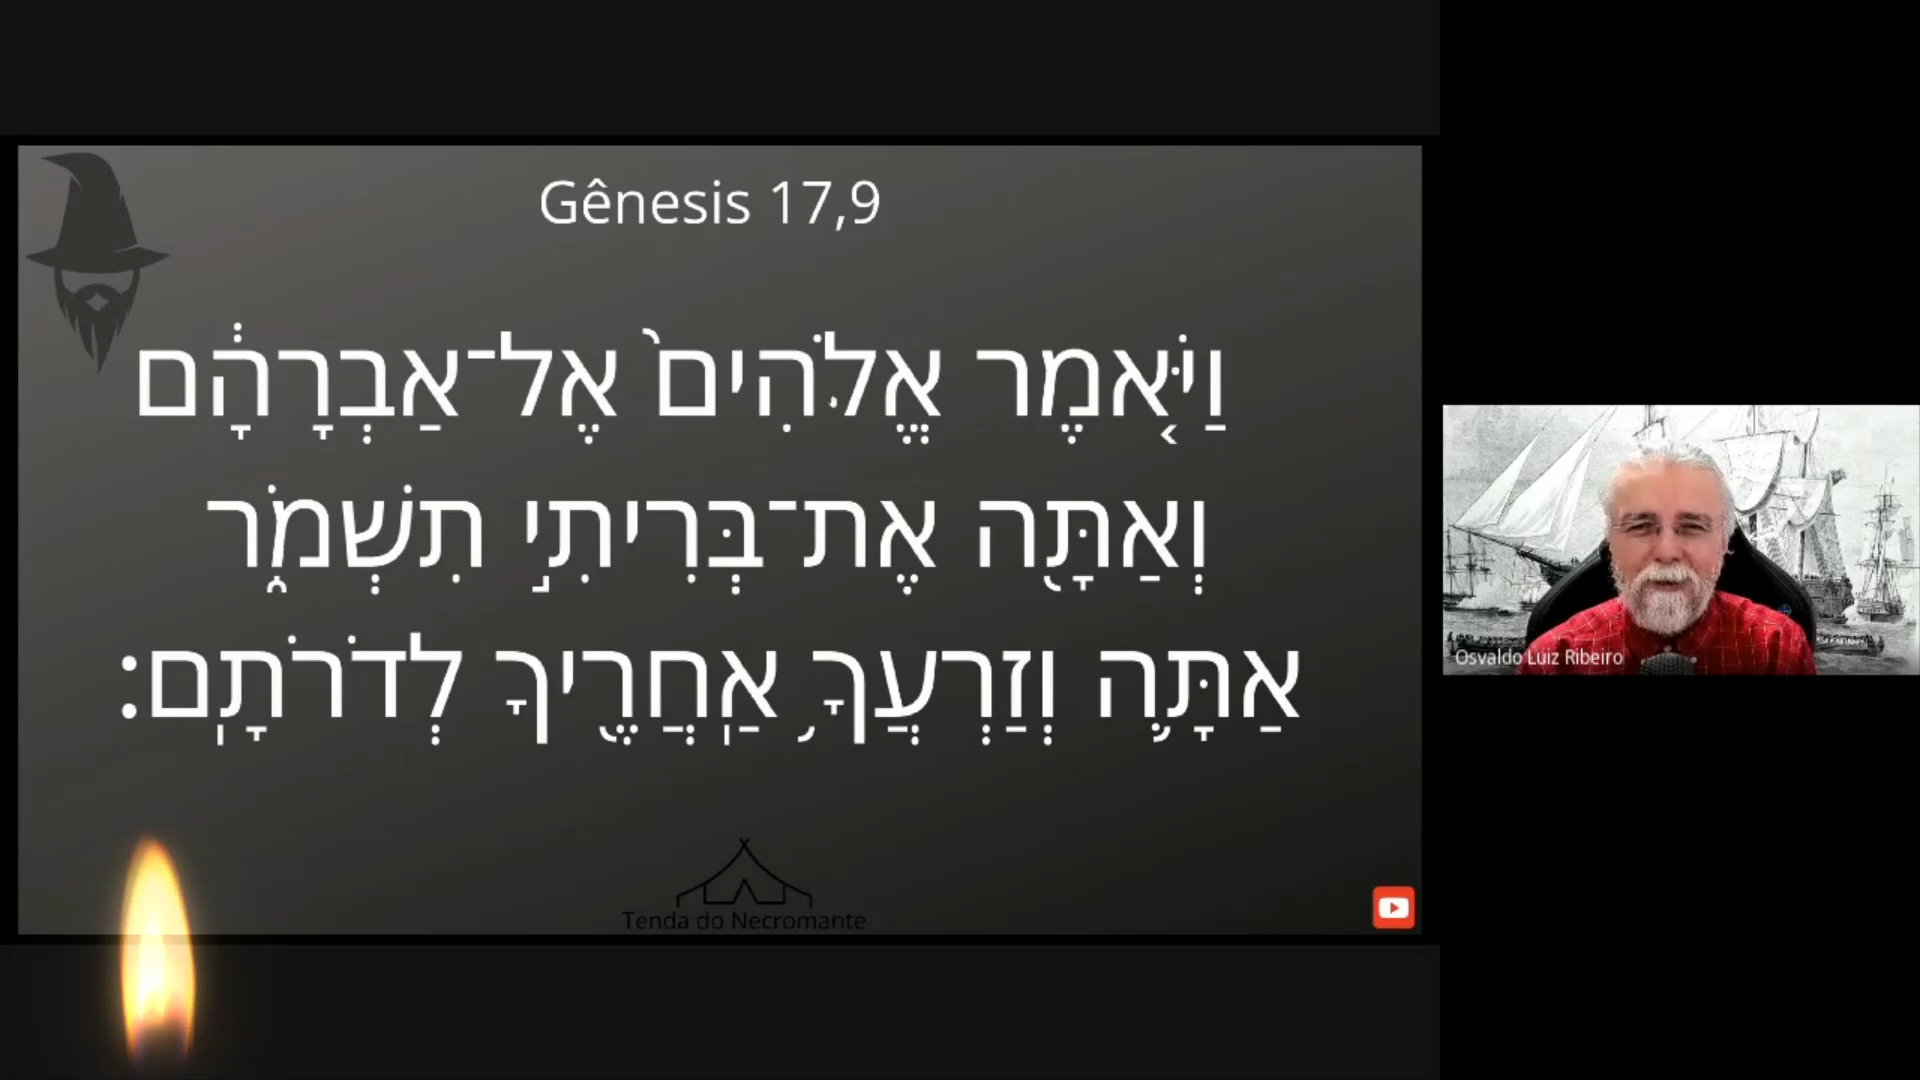 Gênesis 17,9
וַיֹּ֤אמֶר אֱלֹהִים֙ אֶל־אַבְרָהָ֔ם
וְאַתָּ֖ה אֶת־בְּרִיתִ֣י תִשְׁמֹ֑ר
אַתָּ֛ה וְזַרְעֲךָ֥ אַֽחֲרֶ֖יךָ לְדֹרֹתָֽם׃
Tenda do Necromante
Osvaldo Luiz Ribeiro